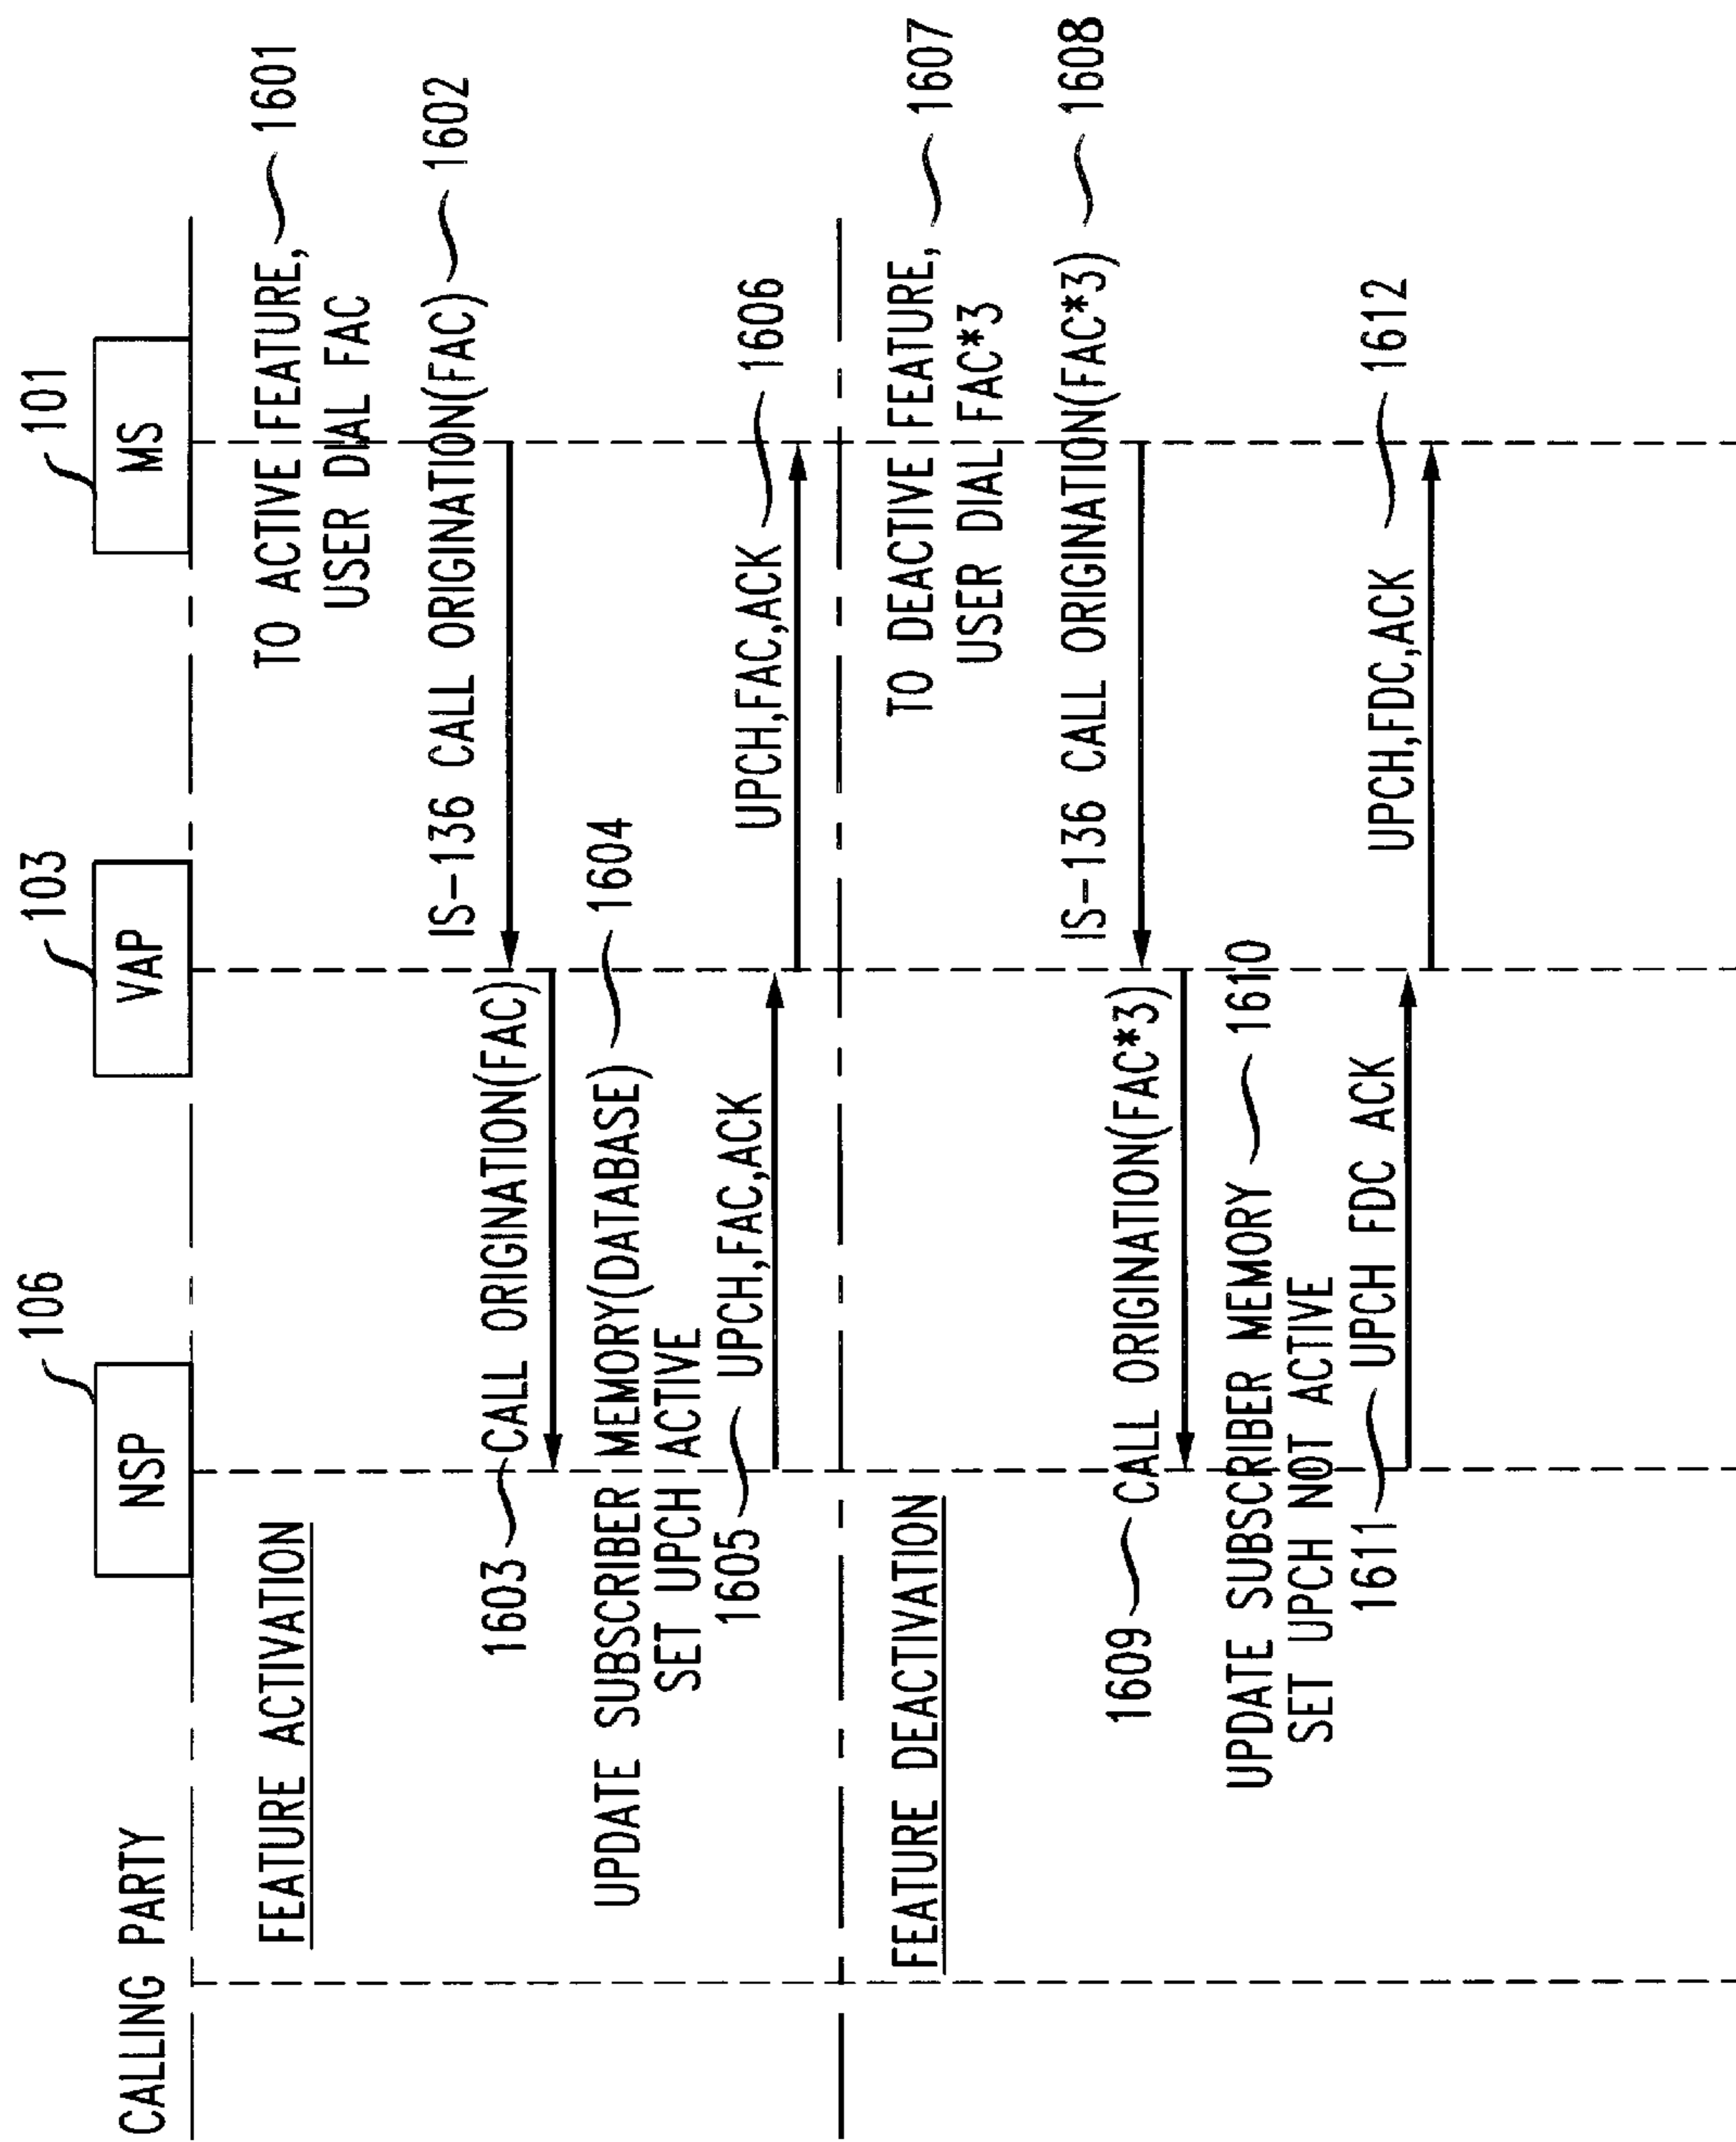 CALLING PARTY
106
NSP
103
VAP
101
MS
FEATURE ACTIVATION
TO ACTIVE FEATURE, 1601
USER DIAL FAC
IS-136 CALL ORIGINATION(FAC) 1602
1603 CALL ORIGINATION(FAC)
UPDATE SUBSCRIBER MEMORY(DATABASE) 1604
SET UPCH ACTIVE
1605 UPCH,FAC,ACK
UPCH,FAC,ACK 1606
FEATURE DEACTIVATION
TO DEACTIVE FEATURE, 1607
USER DIAL FAC*3
IS-136 CALL ORIGINATION(FAC*3) 1608
1609 CALL ORIGINATION(FAC*3)
UPDATE SUBSCRIBER MEMORY 1610
SET UPCH NOT ACTIVE
1611 UPCH FDC ACK
UPCH,FDC,ACK 1612